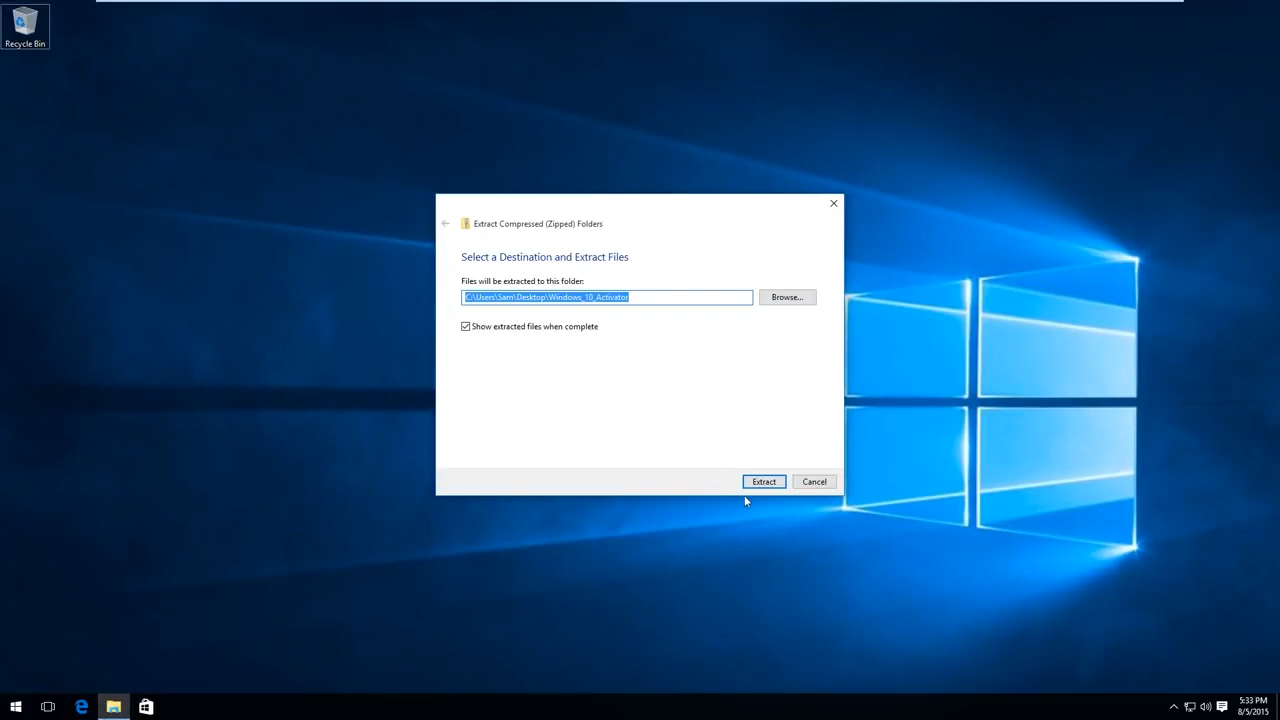 Recycle Bin
Extract Compressed (Zipped) Folders
Select a Destination and Extract Files
Files will be extracted to this folder:
C:\Users\Sam\Desktop\Windows_10_Activator
Browse...
Show extracted files when complete
Extract
Cancel
5:33 PM
8/5/2015